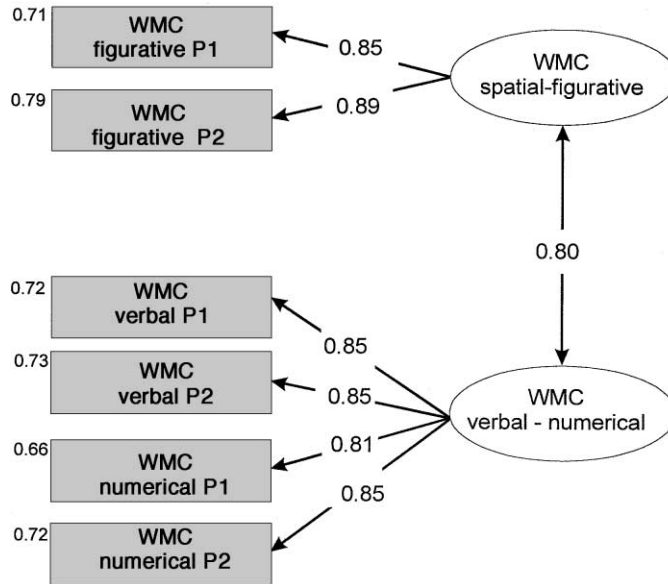 0.71
WMC
figurative P1
0.85
WMC
spatial-figurative
0.79
WMC
figurative P2
0.89
0.80
0.72
WMC
verbal P1
0.85
0.73
WMC
verbal P2
0.85
WMC
verbal - numerical
0.66
WMC
numerical P1
0.81
0.72
WMC
numerical P2
0.85